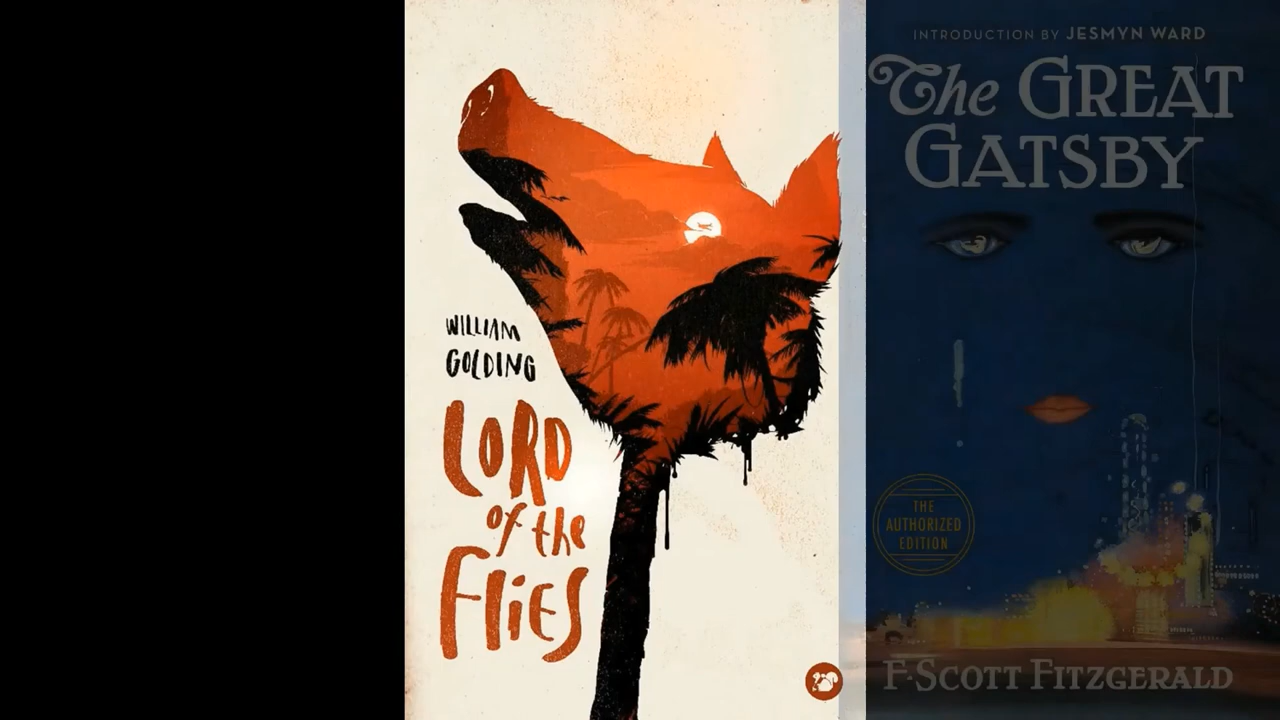 WILLIAM
GOLDING
LORD
of the
FLiES
INTRODUCTION BY JESMYN WARD
The GREAT
GATSBY
THE
AUTHORIZED
EDITION
F·SCOTT FITZGERALD